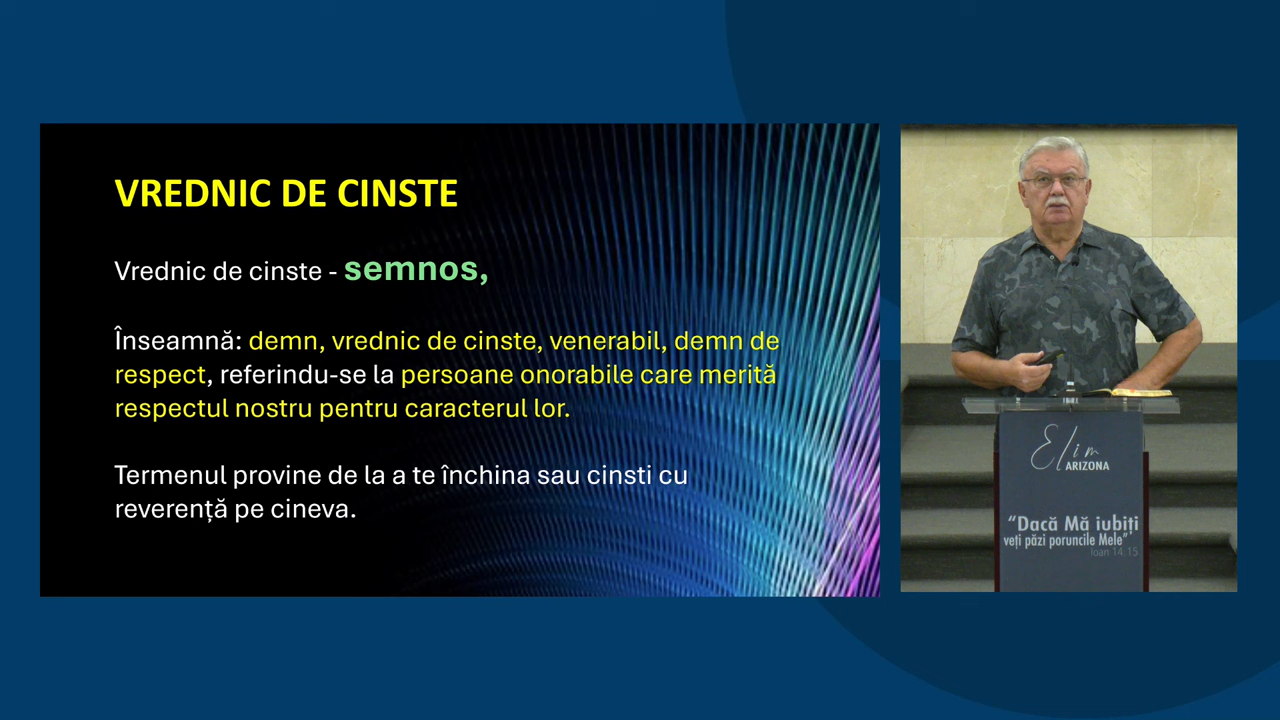 VREDNIC DE CINSTE
Vrednic de cinste - semnos,
Înseamnă: demn, vrednic de cinste, venerabil, demn de
respect, referindu-se la persoane onorabile care merită
respectul nostru pentru caracterul lor.
Termenul provine de la a te închina sau cinsti cu
reverență pe cineva.
Elim
ARIZONA
“Dacă Mă iubiți
veți păzi poruncile Mele”
Ioan 14:15